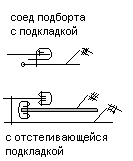 соед подборта
с подкладкой
с отстегивающейся
подкладкой